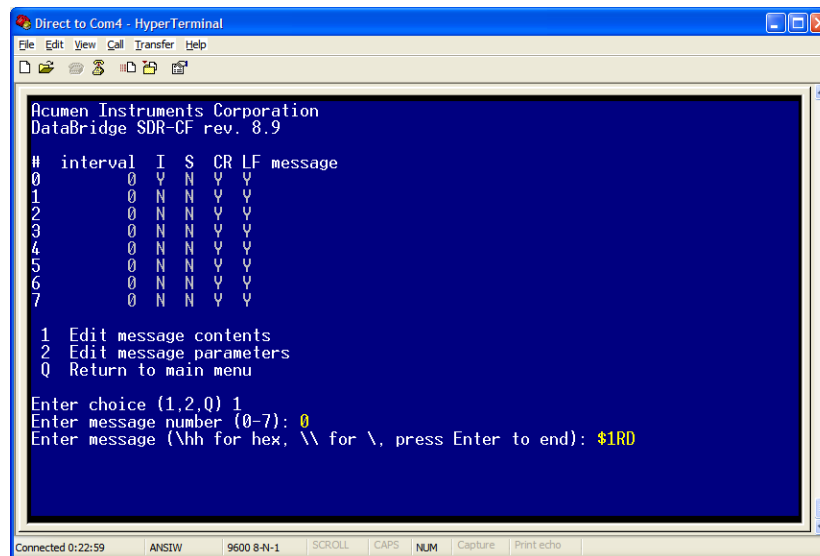 Direct to Com4 - HyperTerminal
File Edit View Call Transfer Help
Acumen Instruments Corporation
DataBridge SDR-CF rev. 8.9
# interval I S CR LF message
0 0 Y N Y Y
1 0 N N Y Y
2 0 N N Y Y
3 0 N N Y Y
4 0 N N Y Y
5 0 N N Y Y
6 0 N N Y Y
7 0 N N Y Y
1 Edit message contents
2 Edit message parameters
Q Return to main menu
Enter choice (1,2,Q) 1
Enter message number (0-7): 0
Enter message (\hh for hex, \\ for \, press Enter to end): $1RD
Connected 0:22:59 ANSIW 9600 8-N-1 SCROLL CAPS NUM Capture Print echo